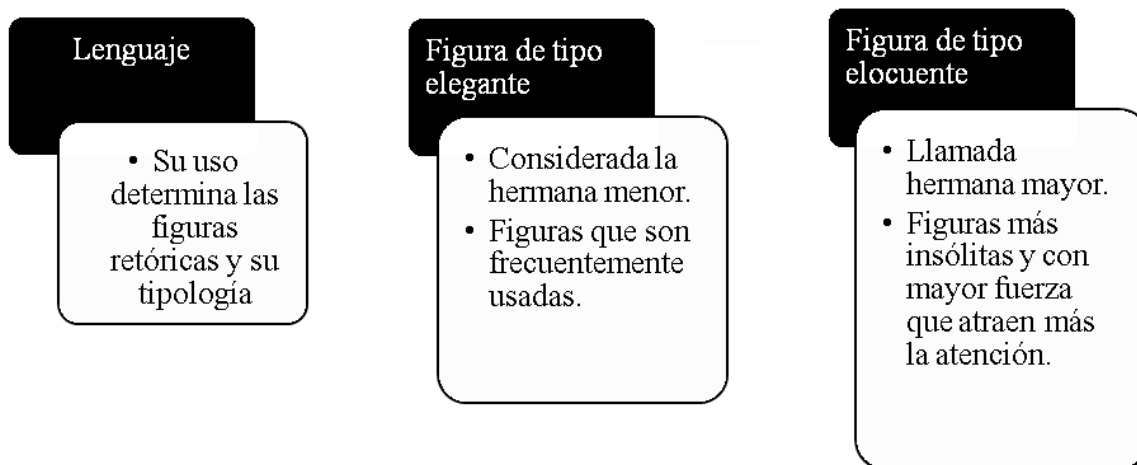 Lenguaje
• Su uso
determina las
figuras
retóricas y su
tipología
Figura de tipo
elegante
• Considerada la
hermana menor.
• Figuras que son
frecuentemente
usadas.
Figura de tipo
elocuente
• Llamada
hermana mayor.
• Figuras más
insólitas y con
mayor fuerza
que atraen más
la atención.